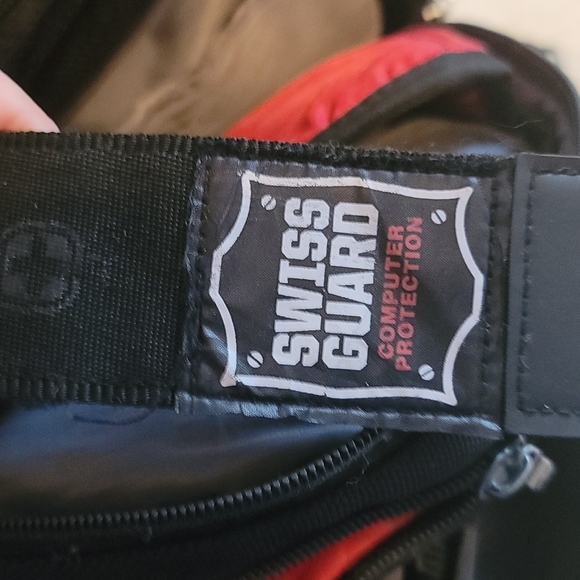 SWISS
GUARD
COMPUTER
PROTECTION